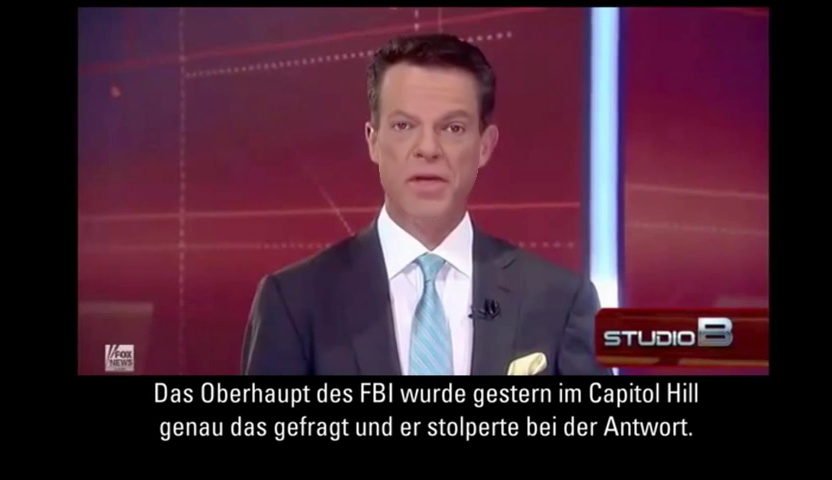 STUDIO B
FOX
NEWS
Das Oberhaupt des FBI wurde gestern im Capitol Hill
genau das gefragt und er stolperte bei der Antwort.